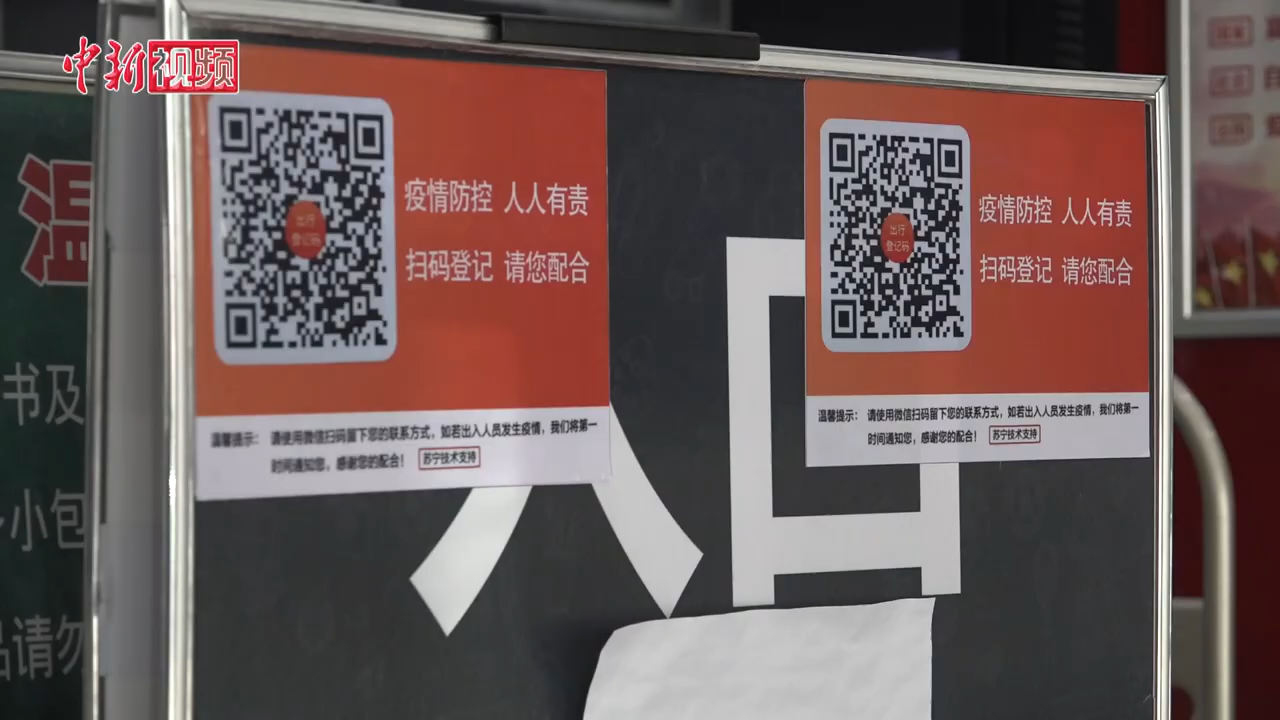 中新视频
温
书及
小包
品请勿
出行
登记码
疫情防控 人人有责
扫码登记 请您配合
温馨提示： 请使用微信扫码留下您的联系方式，如若出入人员发生疫情，我们将第一
时间通知您，感谢您的配合！ 苏宁技术支持
出行
登记码
疫情防控 人人有责
扫码登记 请您配合
温馨提示： 请使用微信扫码留下您的联系方式，如若出入人员发生疫情，我们将第一
时间通知您，感谢您的配合！ 苏宁技术支持
入口